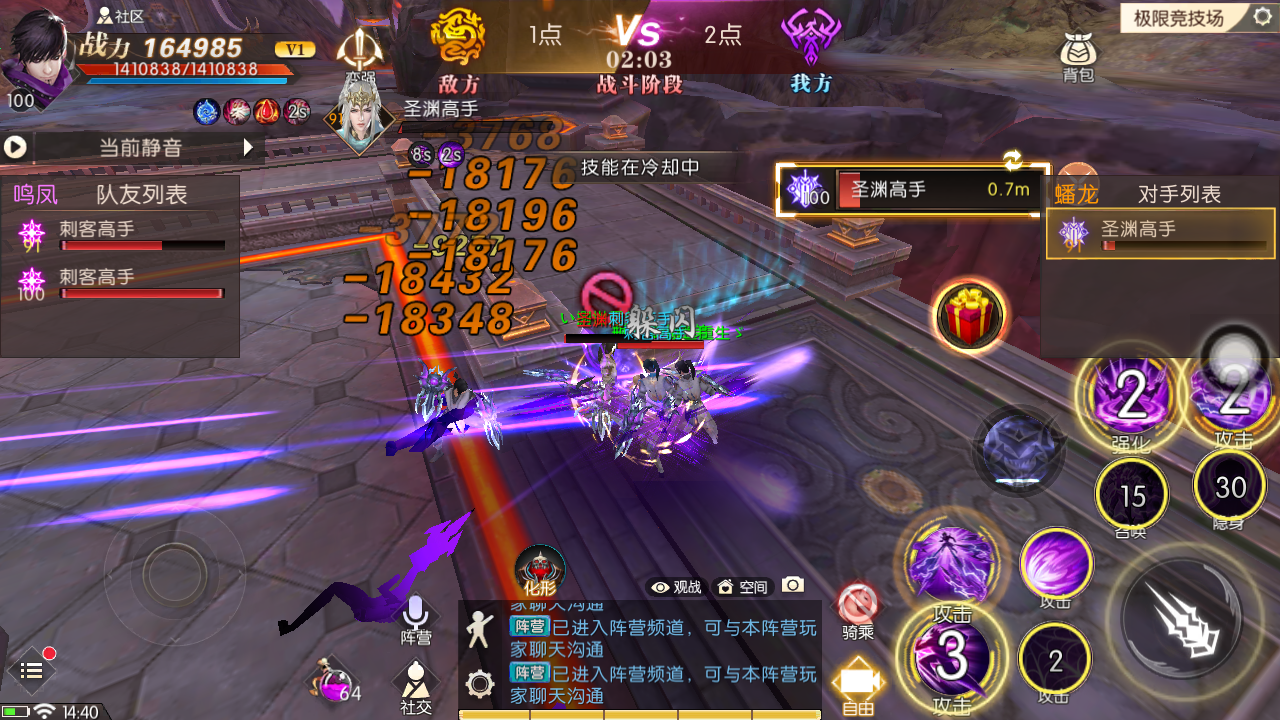 社区
战力 164985
V1
1410838/1410838
100
变强
91
圣渊高手
1点
VS
2点
02:03
敌方
战斗阶段
我方
极限竞技场
背包
2s
当前静音
8s
2s
技能在冷却中
-3768
-18176
-18196
-18176
-18432
-18348
100
圣渊高手
0.7m
鸣凤
队友列表
刺客高手
91
刺客高手
100
蟠龙
对手列表
圣渊高手
91
躲闪
2
强化
2
攻击
15
召唤
30
隐身
攻击
攻击
3
攻击
2
攻击
化形
观战
空间
骑乘
自由
阵营
社交
64
家聊天沟通
阵营 已进入阵营频道，可与本阵营玩
家聊天沟通
阵营 已进入阵营频道，可与本阵营玩
家聊天沟通
14:40